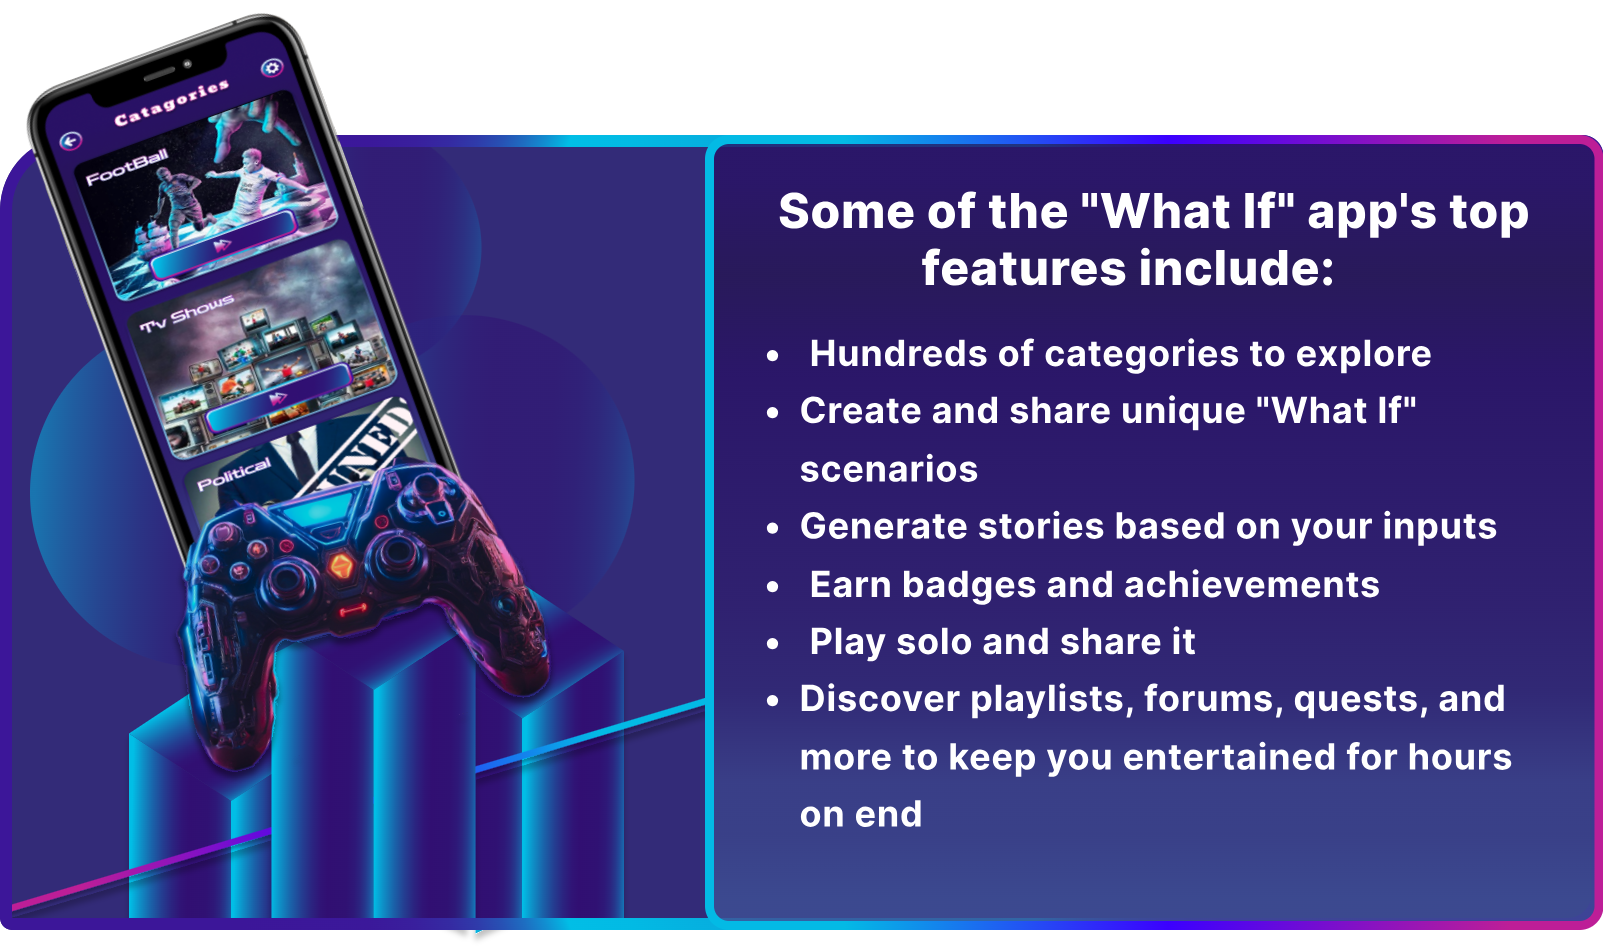 Catagories
FootBall
Tv Shows
Political
UNED
Some of the "What If" app's top
features include:
• Hundreds of categories to explore
• Create and share unique "What If"
scenarios
• Generate stories based on your inputs
• Earn badges and achievements
• Play solo and share it
• Discover playlists, forums, quests, and
more to keep you entertained for hours
on end